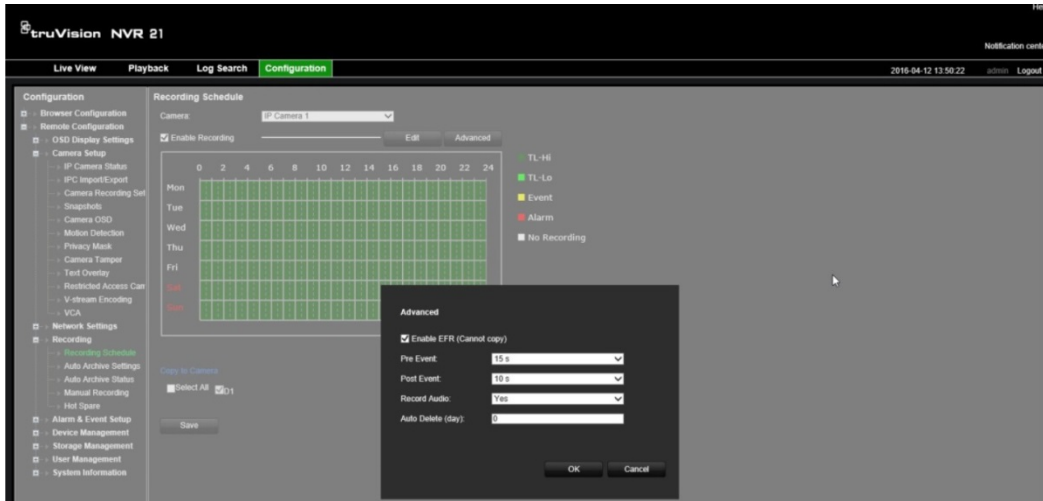 He
truVision NVR 21
Notification cent
Live View Playback Log Search Configuration
2016-04-12 13:50:22 admin Logout
Configuration
Browser Configuration
Remote Configuration
OSD Display Settings
Camera Setup
IP Camera Status
IPC Import/Export
Camera Recording Set
Snapshots
Camera OSD
Motion Detection
Privacy Mask
Camera Tamper
Text Overlay
Restricted Access Cam
V-stream Encoding
VCA
Network Settings
Recording
Recording Schedule
Auto Archive Settings
Auto Archive Status
Manual Recording
Hot Spare
Alarm & Event Setup
Device Management
Storage Management
User Management
System Information
Recording Schedule
Camera: IP Camera 1
Enable Recording Edit Advanced
0 2 4 6 8 10 12 14 16 18 20 22 24
Mon
Tue
Wed
Thu
Fri
Sat
Sun
TL-Hi
TL-Lo
Event
Alarm
No Recording
Copy to Camera
Select All D1
Save
Advanced
Enable EFR (Cannot copy)
Pre Event: 15 s
Post Event: 10 s
Record Audio: Yes
Auto Delete (day): 0
OK Cancel